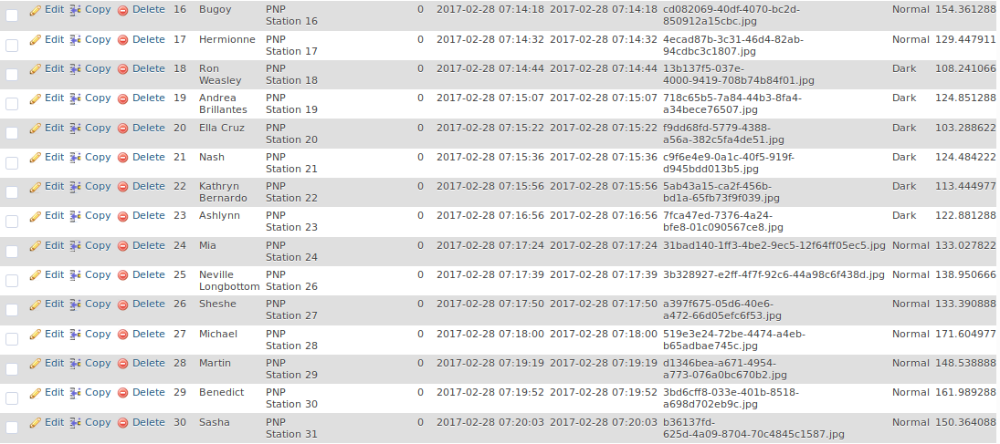 Edit Copy Delete 16 Bugoy PNP 0 2017-02-28 07:14:18 2017-02-28 07:14:18 cd082069-40df-4070-bc2d- Normal 154.361288
Station 16 850912a15cbc.jpg
Edit Copy Delete 17 Hermionne PNP 0 2017-02-28 07:14:32 2017-02-28 07:14:32 4ecad87b-3c31-46d4-82ab- Normal 129.447911
Station 17 94cdbc3c1807.jpg
Edit Copy Delete 18 Ron PNP 0 2017-02-28 07:14:44 2017-02-28 07:14:44 13b137f5-037e- Dark 108.241066
Weasley Station 18 4000-9419-708b74b84f01.jpg
Edit Copy Delete 19 Andrea PNP 0 2017-02-28 07:15:07 2017-02-28 07:15:07 718c65b5-7a84-44b3-8fa4- Dark 124.851288
Brillantes Station 19 a34bece76507.jpg
Edit Copy Delete 20 Ella Cruz PNP 0 2017-02-28 07:15:22 2017-02-28 07:15:22 f9dd68fd-5779-4388- Dark 103.288622
Station 20 a56a-382c5fa4de51.jpg
Edit Copy Delete 21 Nash PNP 0 2017-02-28 07:15:36 2017-02-28 07:15:36 c9f6e4e9-0a1c-40f5-919f- Dark 124.484222
Station 21 d945bdd013b5.jpg
Edit Copy Delete 22 Kathryn PNP 0 2017-02-28 07:15:56 2017-02-28 07:15:56 5ab43a15-ca2f-456b- Dark 113.444977
Bernardo Station 22 bd1a-65fb73f9f039.jpg
Edit Copy Delete 23 Ashlynn PNP 0 2017-02-28 07:16:56 2017-02-28 07:16:56 7fca47ed-7376-4a24- Dark 122.881288
Station 23 bfe8-01c090567ce8.jpg
Edit Copy Delete 24 Mia PNP 0 2017-02-28 07:17:24 2017-02-28 07:17:24 31bad140-1ff3-4be2-9ec5-12f64ff05ec5.jpg Normal 133.027822
Station 24
Edit Copy Delete 25 Neville PNP 0 2017-02-28 07:17:39 2017-02-28 07:17:39 3b328927-e2ff-4f7f-92c6-44a98c6f438d.jpg Normal 138.950666
Longbottom Station 26
Edit Copy Delete 26 Sheshe PNP 0 2017-02-28 07:17:50 2017-02-28 07:17:50 a397f675-05d6-40e6- Normal 133.390888
Station 27 a472-66d05efc6f53.jpg
Edit Copy Delete 27 Michael PNP 0 2017-02-28 07:18:00 2017-02-28 07:18:00 519e3e24-72be-4474-a4eb- Normal 171.604977
Station 28 b65adbae745c.jpg
Edit Copy Delete 28 Martin PNP 0 2017-02-28 07:19:19 2017-02-28 07:19:19 d1346bea-a671-4954- Normal 148.538888
Station 29 a773-076a0bc670b2.jpg
Edit Copy Delete 29 Benedict PNP 0 2017-02-28 07:19:52 2017-02-28 07:19:52 3bd6cff8-033e-401b-8518- Normal 161.989288
Station 30 a698d702eb9c.jpg
Edit Copy Delete 30 Sasha PNP 0 2017-02-28 07:20:03 2017-02-28 07:20:03 b36137fd- Normal 150.364088
Station 31 625d-4a09-8704-70c4845c1587.jpg